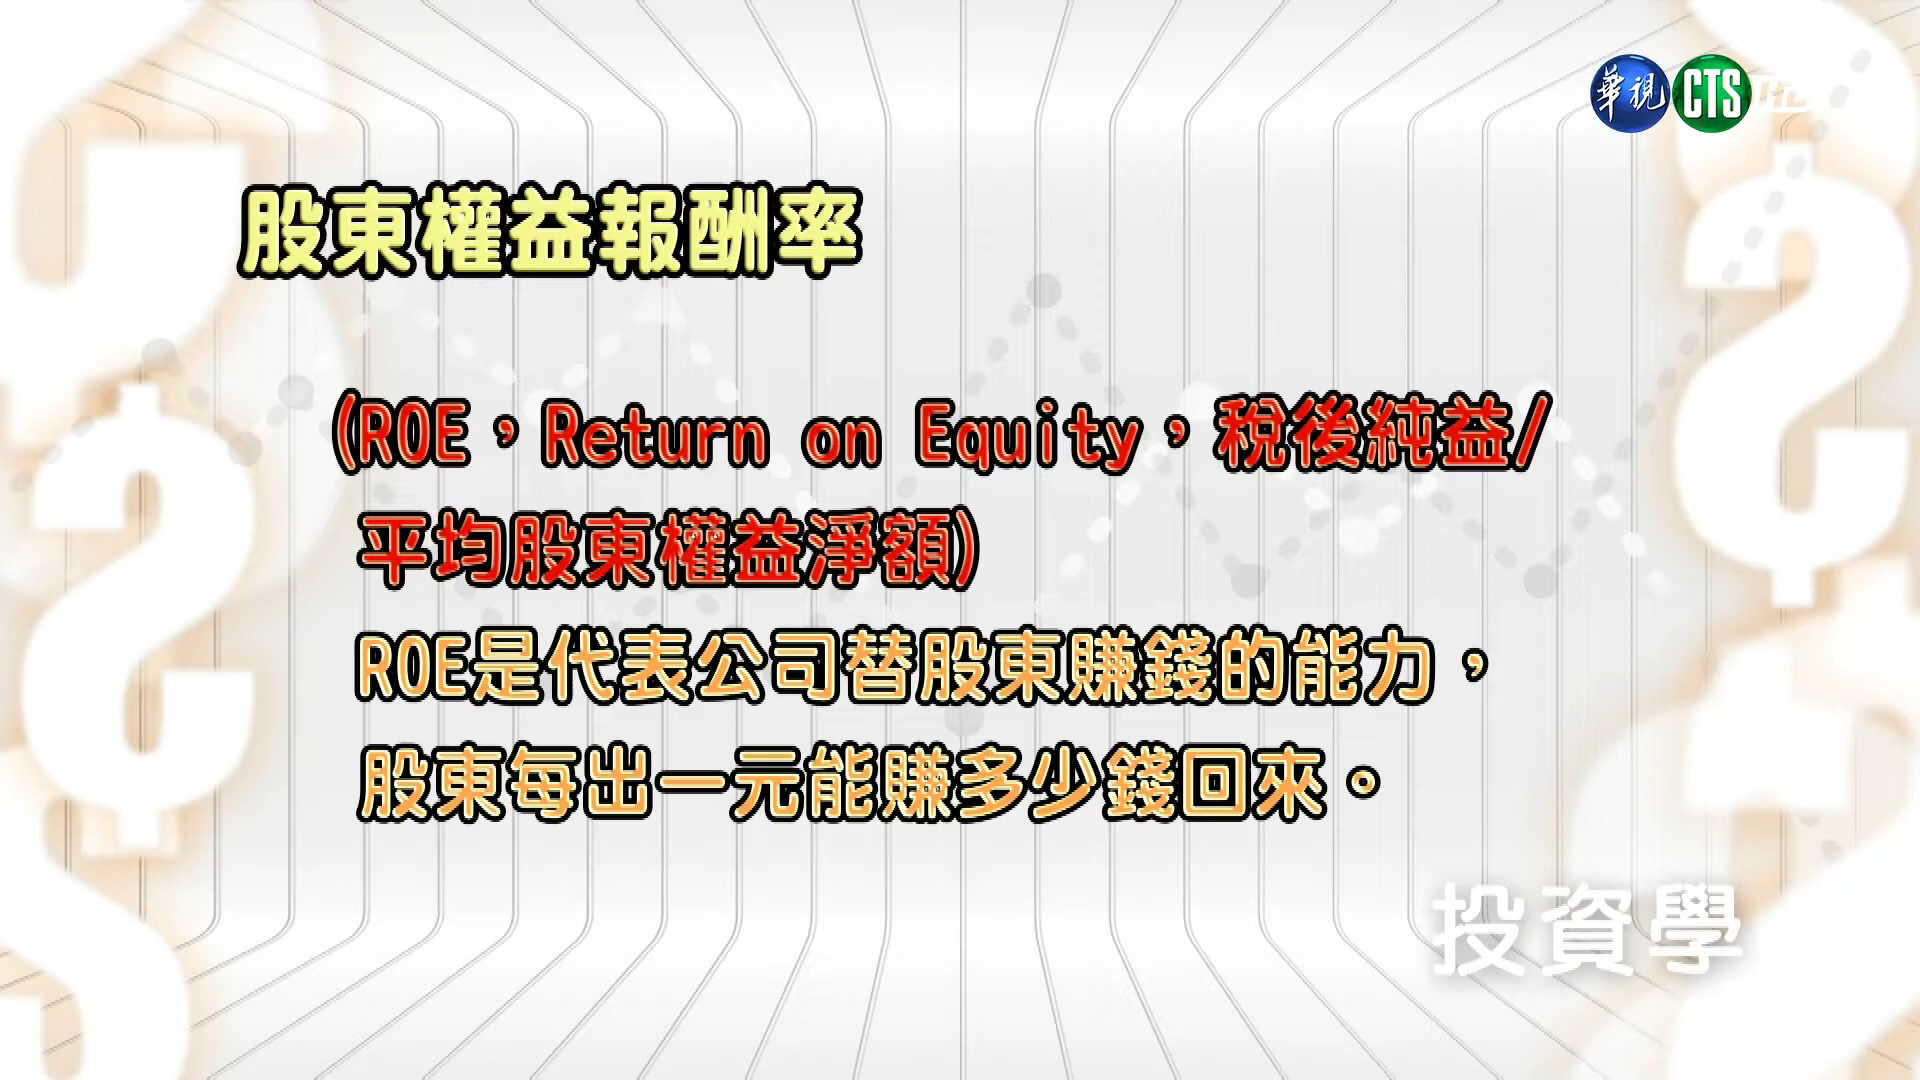 華視 CTS HD
股東權益報酬率
(ROE，Return on Equity，稅後純益/
平均股東權益淨額)
ROE是代表公司替股東賺錢的能力，
股東每出一元能賺多少錢回來。
投資學